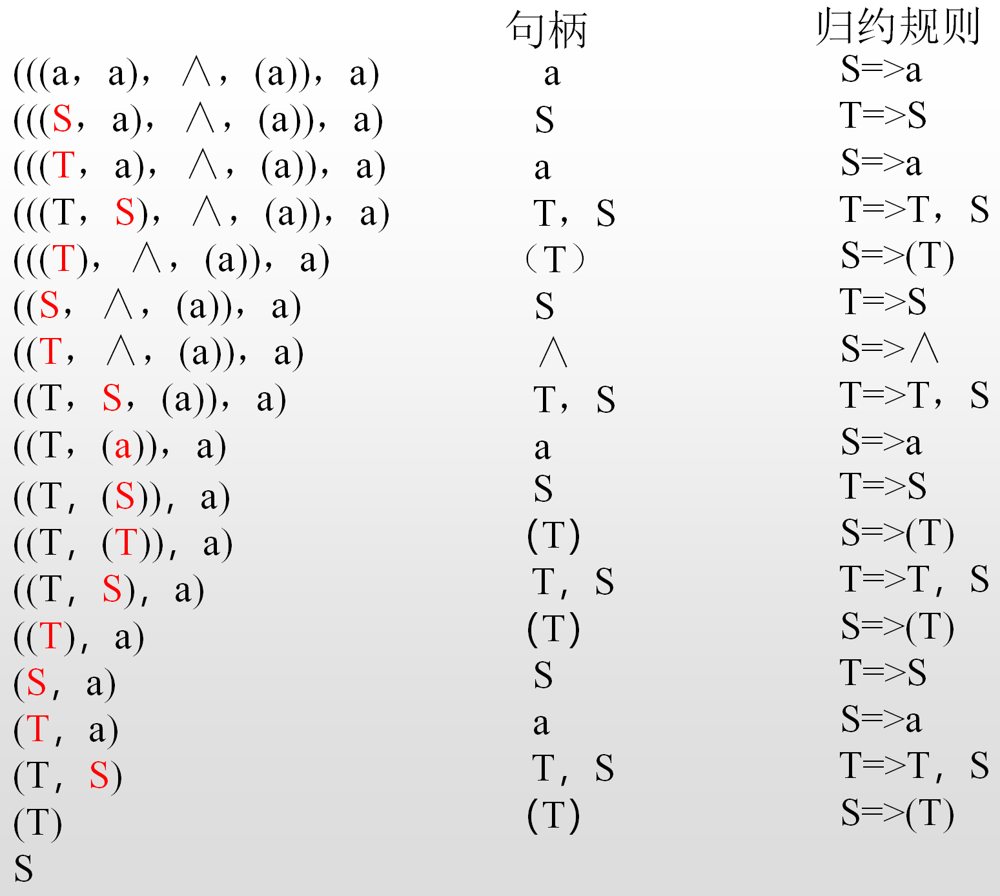 句柄 归约规则
(((a，a)，∧，(a))，a) a S=>a
(((S，a)，∧，(a))，a) S T=>S
(((T，a)，∧，(a))，a) a S=>a
(((T，S)，∧，(a))，a) T，S T=>T，S
(((T)，∧，(a))，a) （T） S=>(T)
((S，∧，(a))，a) S T=>S
((T，∧，(a))，a) ∧ S=>∧
((T，S，(a))，a) T，S T=>T，S
((T，(a))，a) a S=>a
((T，(S))，a) S T=>S
((T，(T))，a) (T) S=>(T)
((T，S)，a) T，S T=>T，S
((T)，a) (T) S=>(T)
(S，a) S T=>S
(T，a) a S=>a
(T，S) T，S T=>T，S
(T) (T) S=>(T)
S